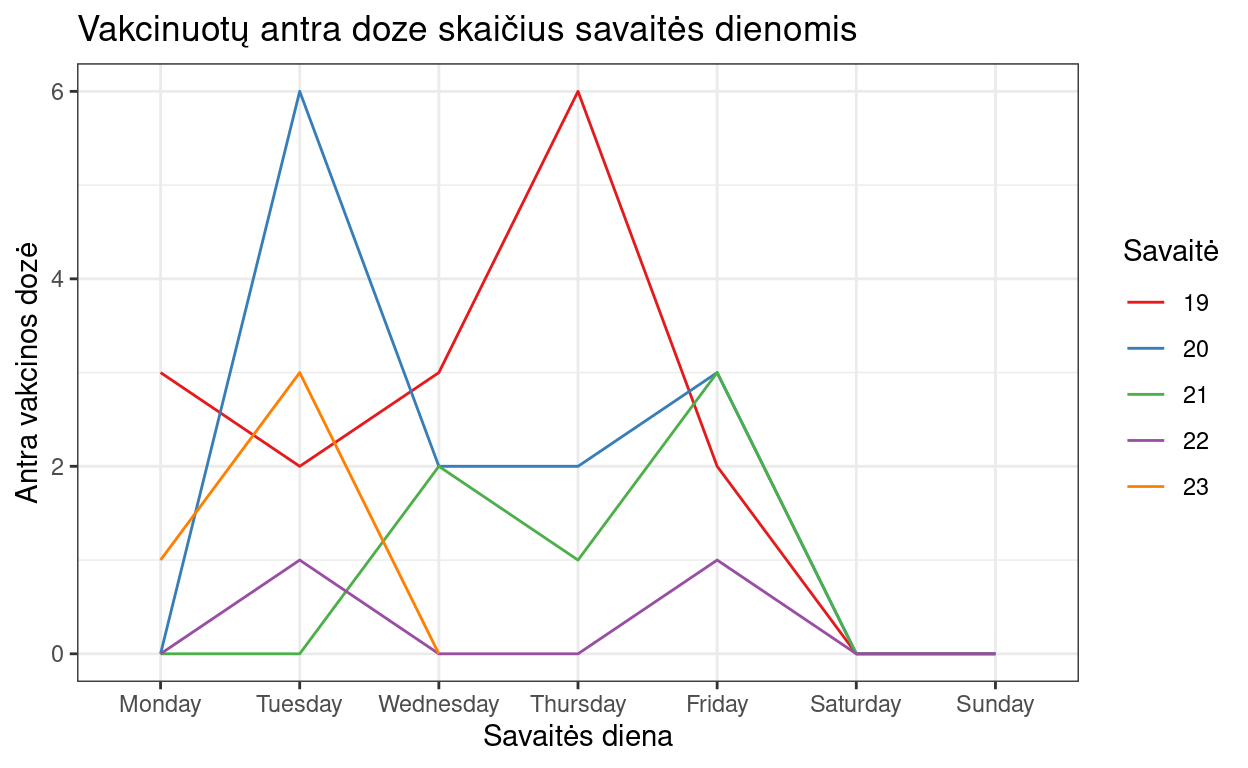 Vakcinuotų antra doze skaičius savaitės dienomis
6
4
2
0
Antra vakcinos dozė
Monday Tuesday Wednesday Thursday Friday Saturday Sunday
Savaitės diena
Savaitė
19
20
21
22
23